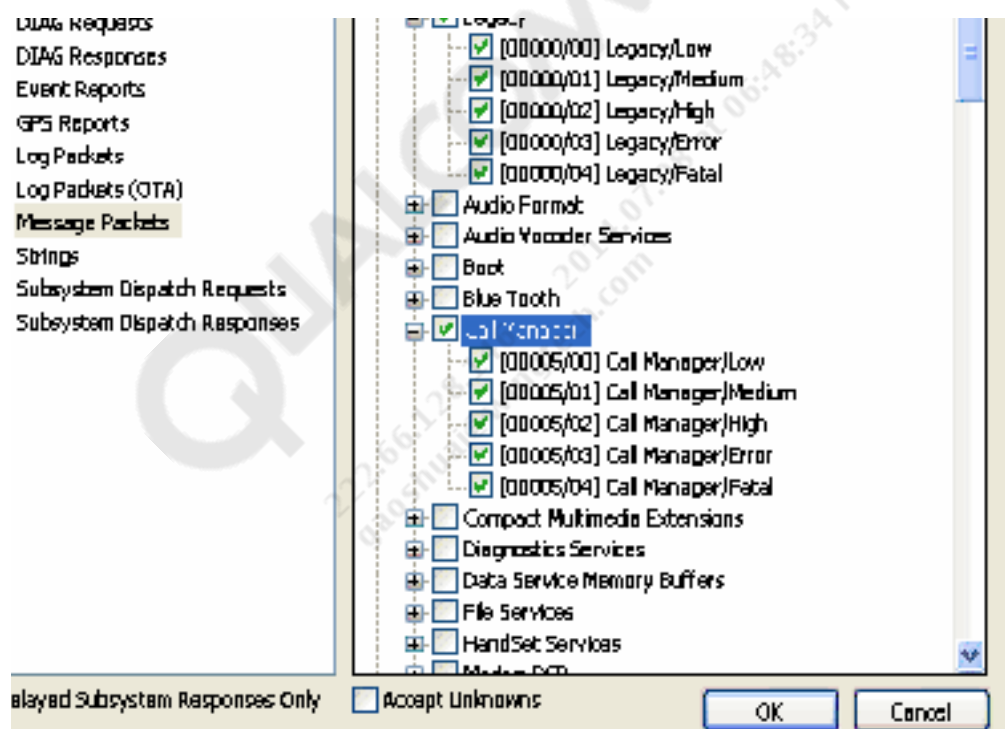 DIAG Requests
DIAG Responses
Event Reports
GPS Reports
Log Packets
Log Packets (OTA)
Message Packets
Strings
Subsystem Dispatch Requests
Subsystem Dispatch Responses
Legacy
[00000/00] Legacy/Low
[00000/01] Legacy/Medium
[00000/02] Legacy/High
[00000/03] Legacy/Error
[00000/04] Legacy/Fatal
Audio Format
Audio Vocoder Services
Boot
Blue Tooth
Call Manager
[00005/00] Call Manager/Low
[00005/01] Call Manager/Medium
[00005/02] Call Manager/High
[00005/03] Call Manager/Error
[00005/04] Call Manager/Fatal
Compact Multimedia Extensions
Diagnostics Services
Data Service Memory Buffers
File Services
HandSet Services
elayed Subsystem Responses Only
Accept Unknowns
OK
Cancel